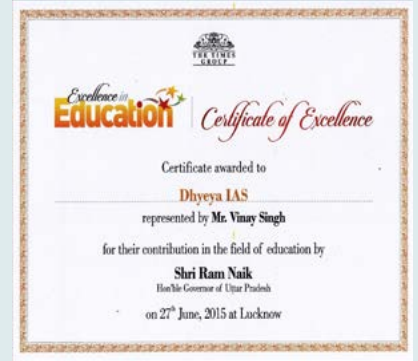 THE TIMES
GROUP
Excellence in
Education
Certificate of Excellence
Certificate awarded to
Dhyeya IAS
represented by Mr. Vinay Singh
for their contribution in the field of education by
Shri Ram Naik
Hon'ble Governor of Uttar Pradesh
on 27th June, 2015 at Lucknow